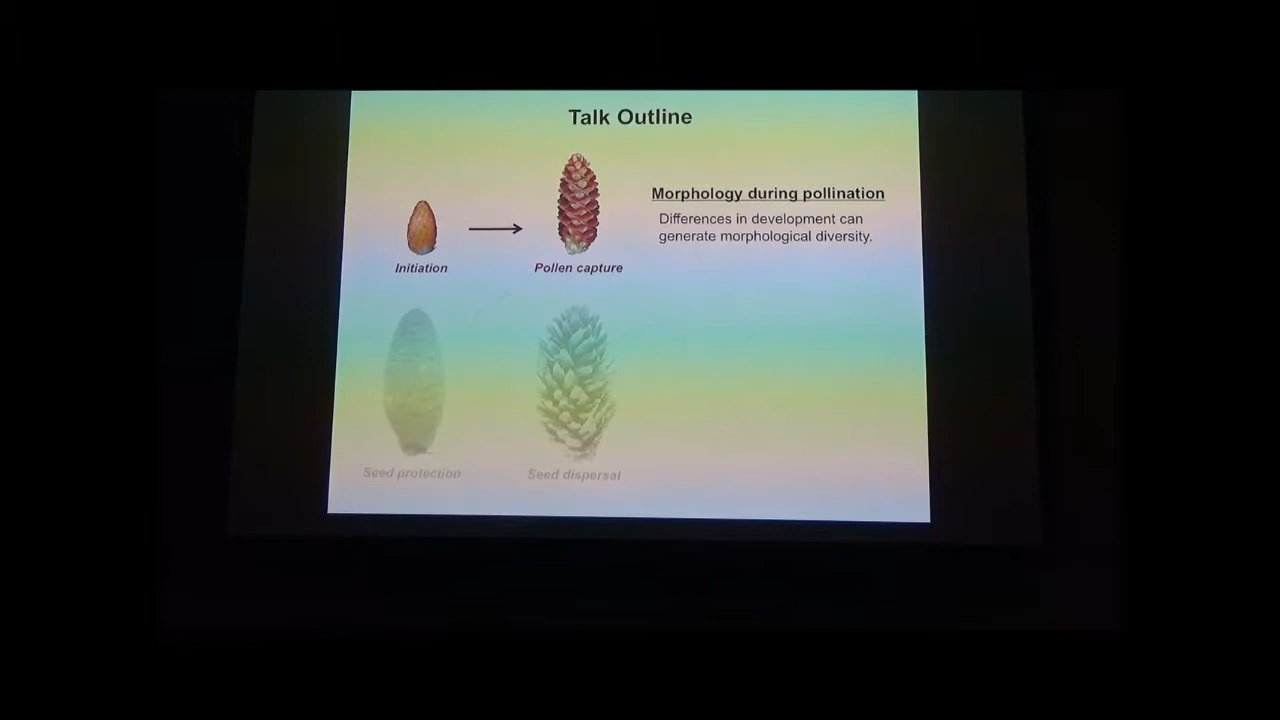 Talk Outline
Morphology during pollination
Differences in development can
generate morphological diversity.
Initiation
Pollen capture
Seed protection
Seed dispersal